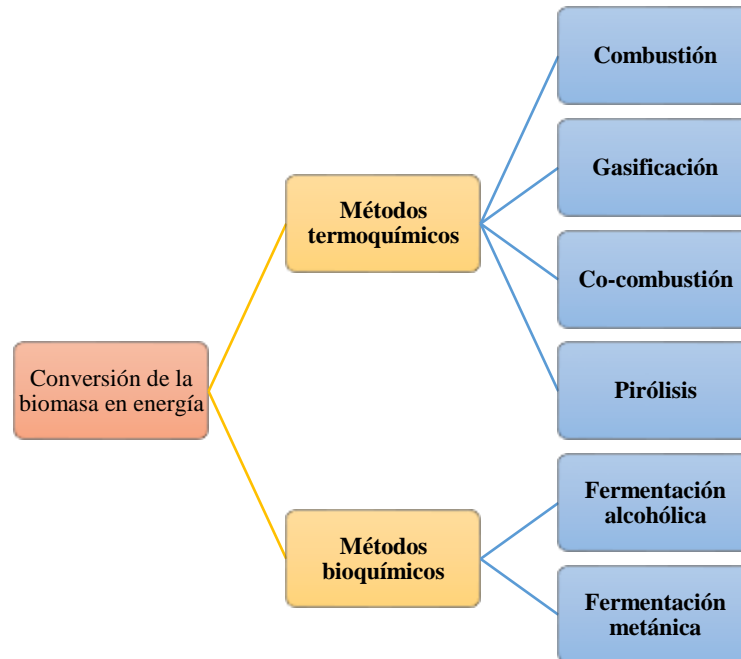 Combustión
Gasificación
Métodos
termoquímicos
Co-combustión
Conversión de la
biomasa en energía
Pirólisis
Fermentación
alcohólica
Métodos
bioquímicos
Fermentación
metánica